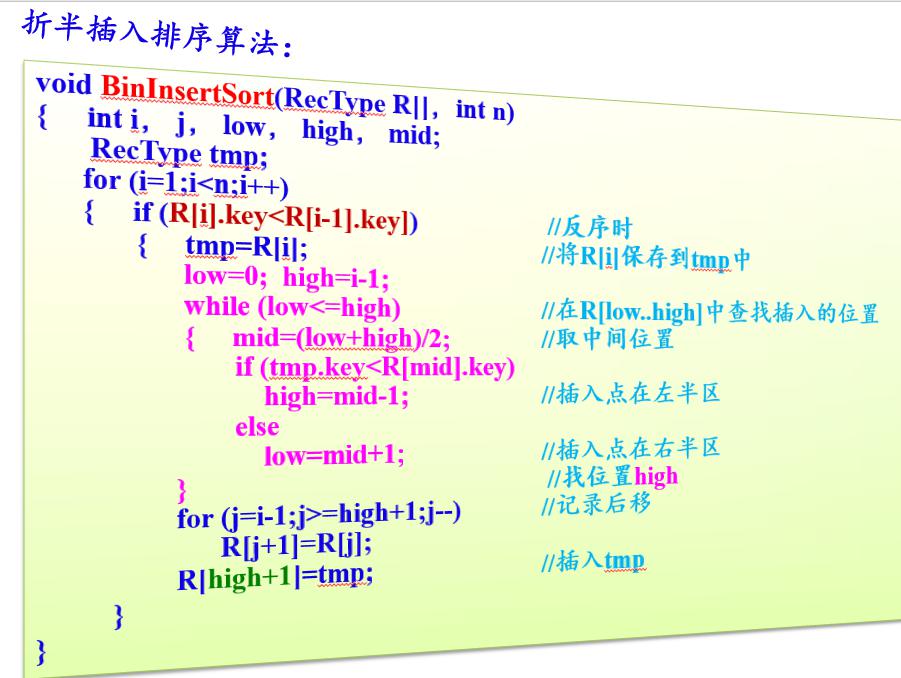 折半插入排序算法：
void BinInsertSort(RecType R[], int n)
{ int i, j, low, high, mid;
RecType tmp;
for (i=1;i<n;i++)
{ if (R[i].key<R[i-1].key]) //反序时
{ tmp=R[i]; //将R[i]保存到tmp中
low=0; high=i-1;
while (low<=high) //在R[low..high]中查找插入的位置
{ mid=(low+high)/2; //取中间位置
if (tmp.key<R[mid].key)
high=mid-1; //插入点在左半区
else
low=mid+1; //插入点在右半区
} //找位置high
for (j=i-1;j>=high+1;j--) //记录后移
R[j+1]=R[j];
R[high+1]=tmp; //插入tmp
}
}